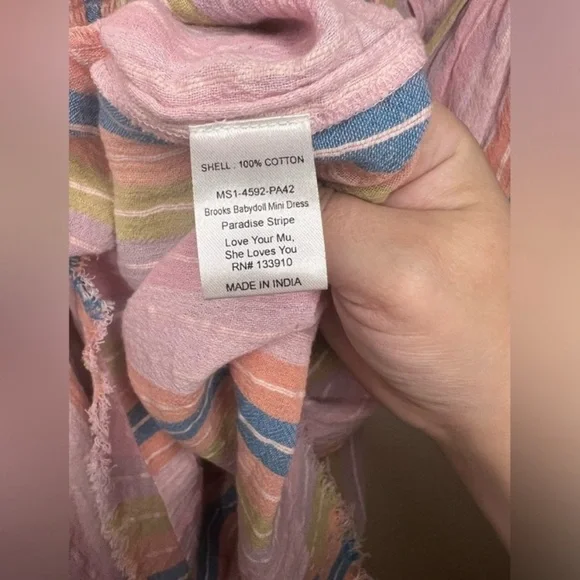 SHELL : 100% COTTON
MS1-4592-PA42
Brooks Babydoll Mini Dress
Paradise Stripe
Love Your Mu,
She Loves You
RN# 133910
MADE IN INDIA